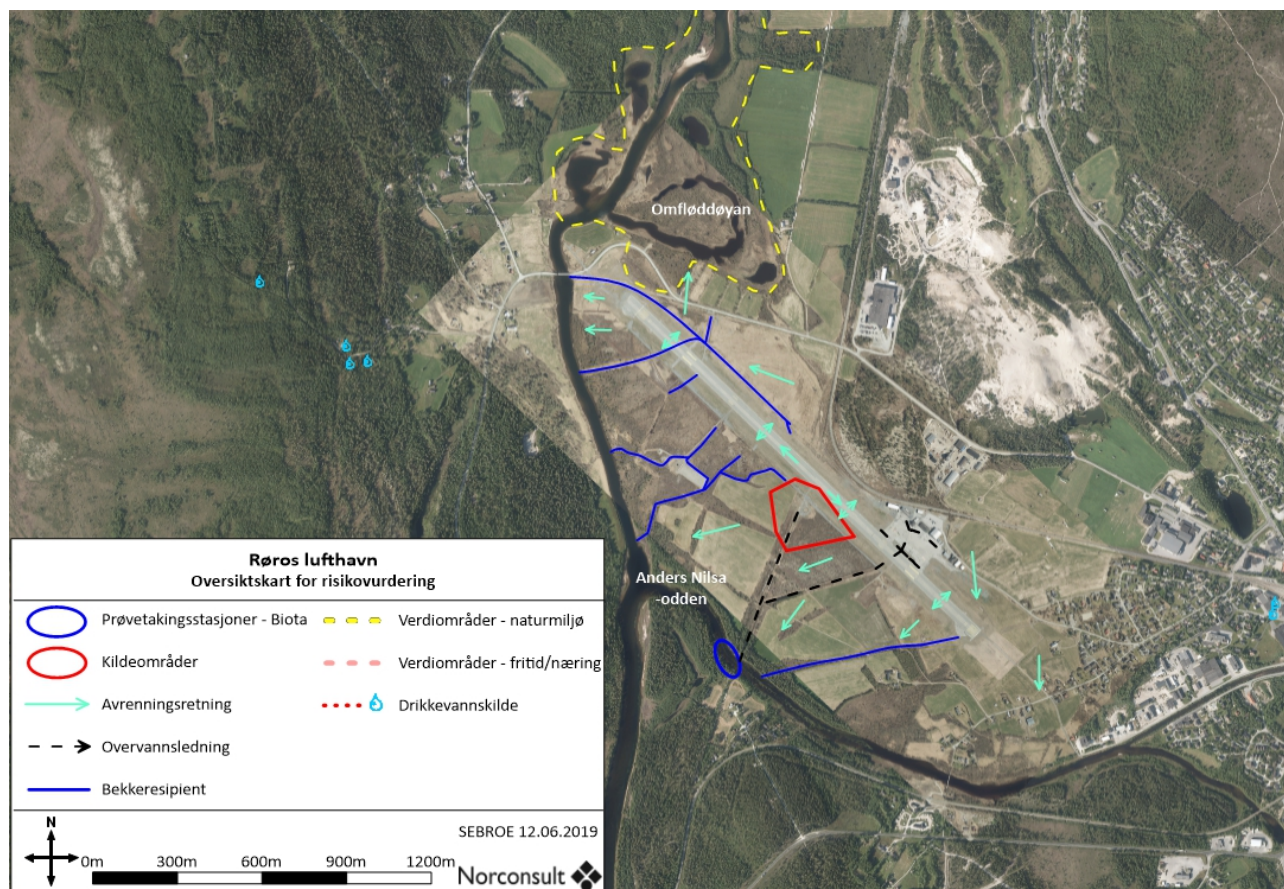 Omfløddøyan
Anders Nilsa
-odden
Røros lufthavn
Oversiktskart for risikovurdering
Prøvetakingsstasjoner - Biota
Verdiområder - naturmiljø
Kildeområder
Verdiområder - fritid/næring
Avrenningsretning
Drikkevannskilde
Overvannsledning
Bekkeresipient
N
SEBROE 12.06.2019
0m 300m 600m 900m 1200m
Norconsult